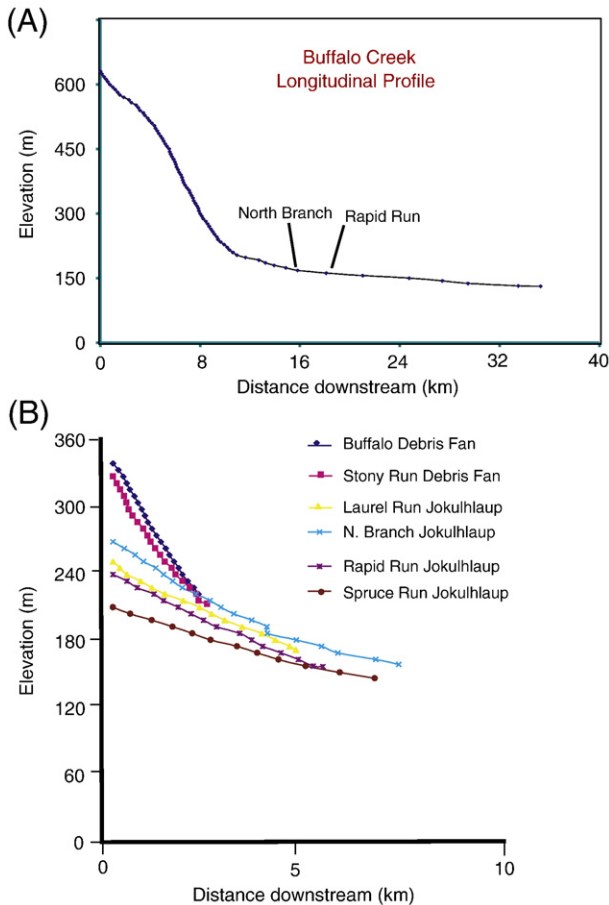 (A)
Buffalo Creek
Longitudinal Profile
Elevation (m)
600
450
300
150
0
North Branch
Rapid Run
0 8 16 24 32 40
Distance downstream (km)
(B)
Elevation (m)
360
300
240
180
120
60
0
Buffalo Debris Fan
Stony Run Debris Fan
Laurel Run Jokulhlaup
N. Branch Jokulhlaup
Rapid Run Jokulhlaup
Spruce Run Jokulhlaup
0 5 10
Distance downstream (km)